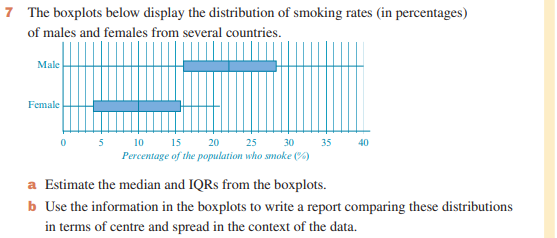 7 The boxplots below display the distribution of smoking rates (in percentages)
of males and females from several countries.
Male
Female
0 5 10 15 20 25 30 35 40
Percentage of the population who smoke (%)
a Estimate the median and IQRs from the boxplots.
b Use the information in the boxplots to write a report comparing these distributions
in terms of centre and spread in the context of the data.